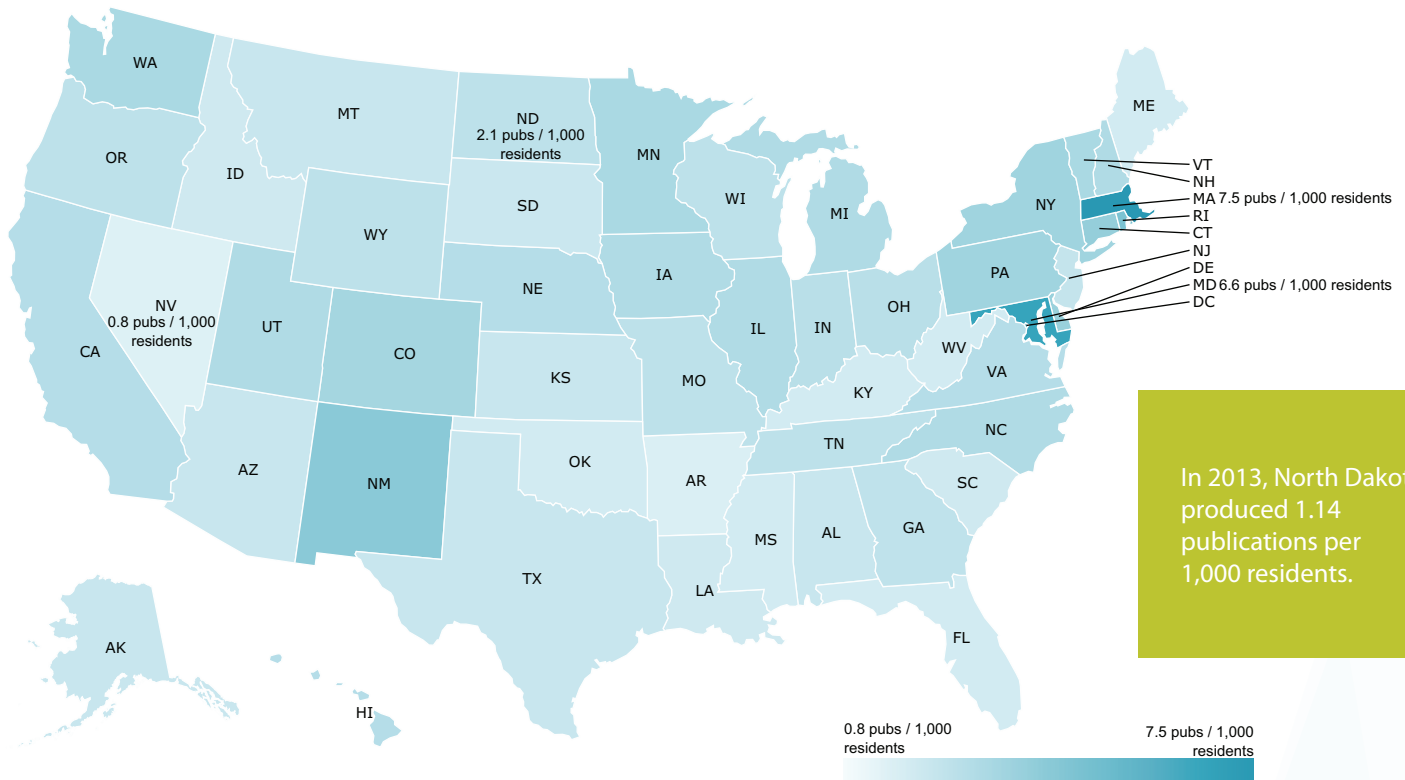 WA
MT
ND
2.1 pubs / 1,000
residents
MN
ME
OR
ID
SD
WI
MI
NY
VT
NH
MA 7.5 pubs / 1,000 residents
RI
CT
NJ
DE
MD 6.6 pubs / 1,000 residents
DC
WY
IA
PA
NV
0.8 pubs / 1,000
residents
NE
UT
CO
IL
IN
OH
WV
VA
CA
KS
MO
KY
NC
TN
AZ
NM
OK
AR
SC
MS
AL
GA
TX
LA
FL
AK
HI
In 2013, North Dakot
produced 1.14
publications per
1,000 residents.
0.8 pubs / 1,000
residents
7.5 pubs / 1,000
residents